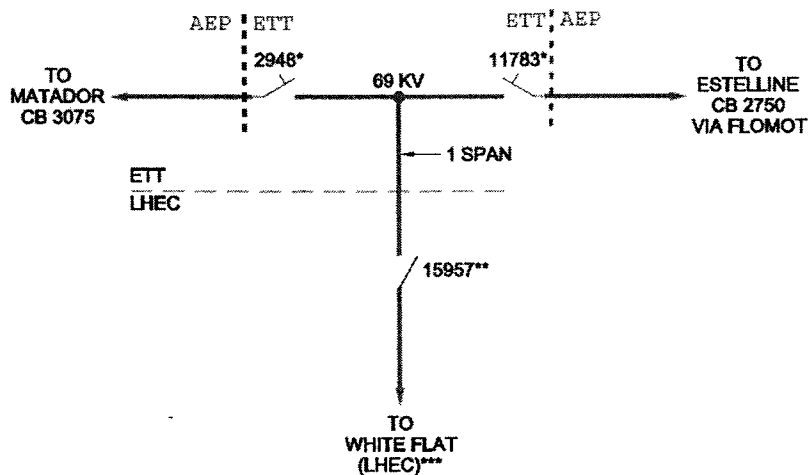 AEP ETT
ETT AEP
2948*
11783*
69 KV
TO
MATADOR
CB 3075
TO
ESTELLINE
CB 2750
VIA FLOMOT
1 SPAN
ETT
LHEC
15957**
TO
WHITE FLAT
(LHEC)***